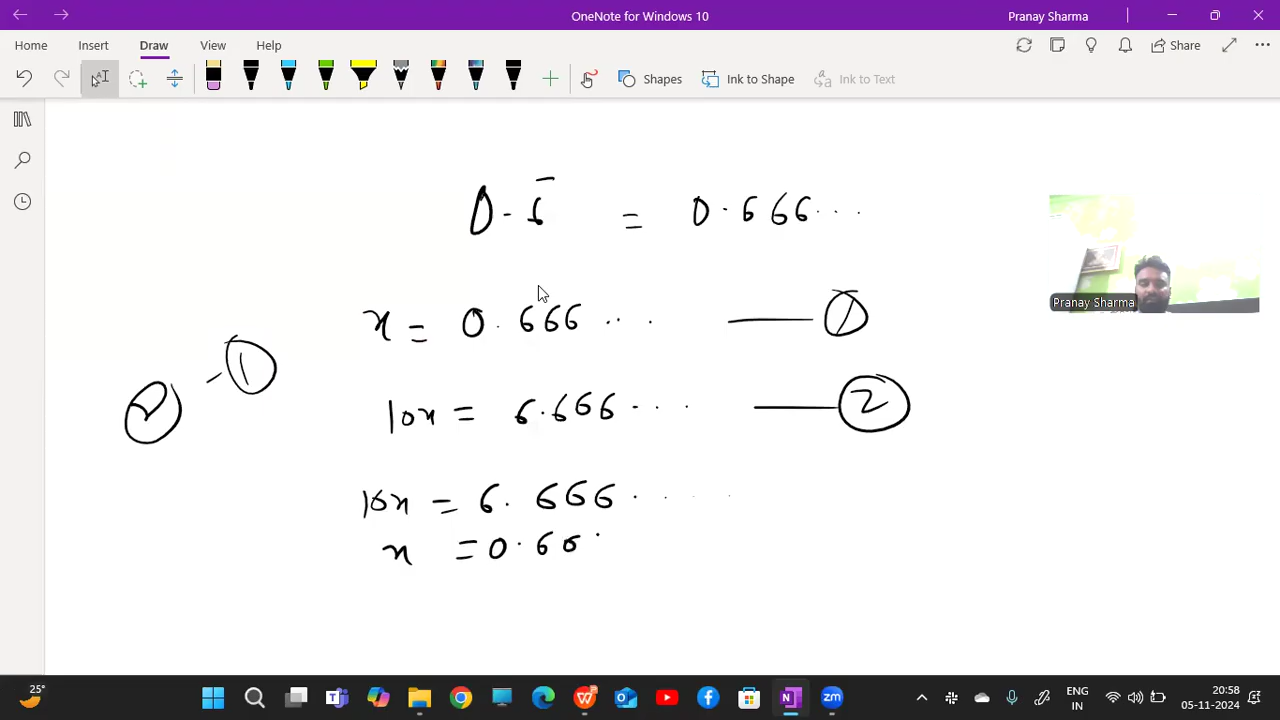 OneNote for Windows 10
Pranay Sharma
Home Insert Draw View Help
Share
Shapes Ink to Shape Ink to Text
0.6̅ = 0.666...
x = 0.666... —— ①
② - ①
10x = 6.666... —— ②
10x = 6.666....
x = 0.66.
Pranay Sharma
25°
ENG
IN
20:58
05-11-2024